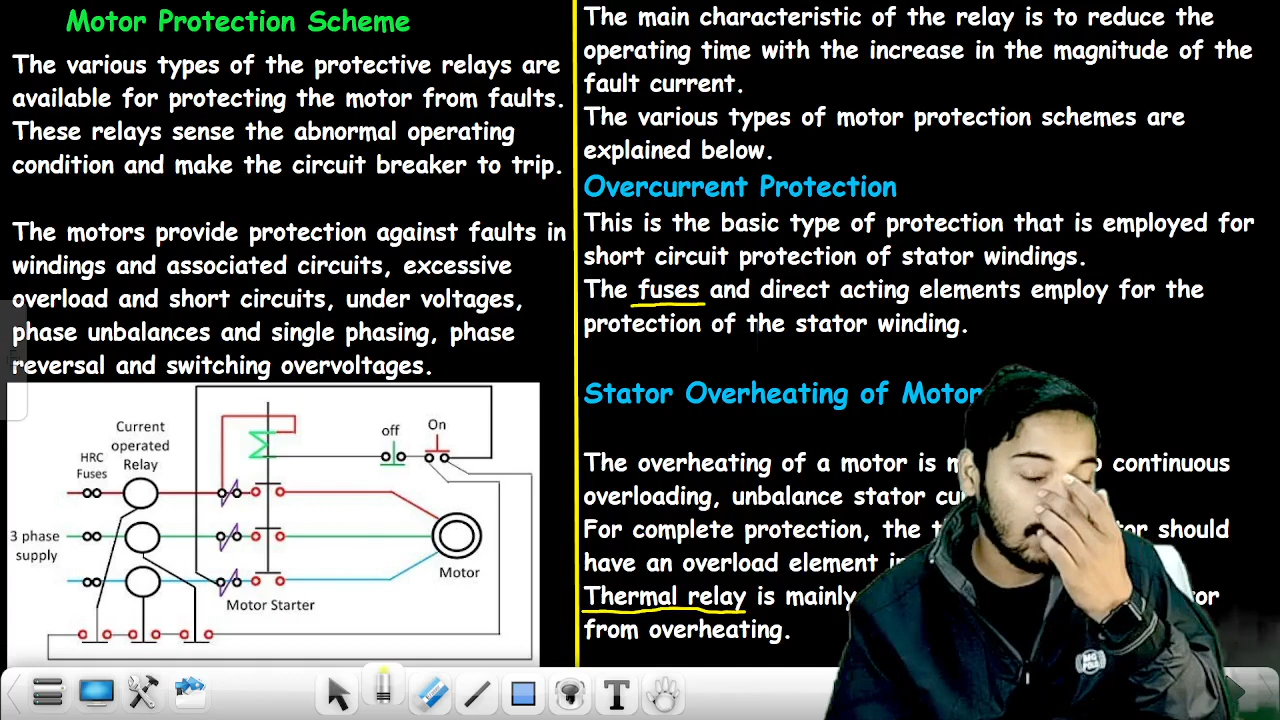 Motor Protection Scheme
The various types of the protective relays are
available for protecting the motor from faults.
These relays sense the abnormal operating
condition and make the circuit breaker to trip.
The motors provide protection against faults in
windings and associated circuits, excessive
overload and short circuits, under voltages,
phase unbalances and single phasing, phase
reversal and switching overvoltages.
Current
operated
Relay
HRC
Fuses
off
On
3 phase
supply
Motor
Motor Starter
The main characteristic of the relay is to reduce the
operating time with the increase in the magnitude of the
fault current.
The various types of motor protection schemes are
explained below.
Overcurrent Protection
This is the basic type of protection that is employed for
short circuit protection of stator windings.
The fuses and direct acting elements employ for the
protection of the stator winding.
Stator Overheating of Motor
The overheating of a motor is continuous
overloading, unbalance stator
For complete protection, the should
have an overload element
Thermal relay is mainly
from overheating.
T